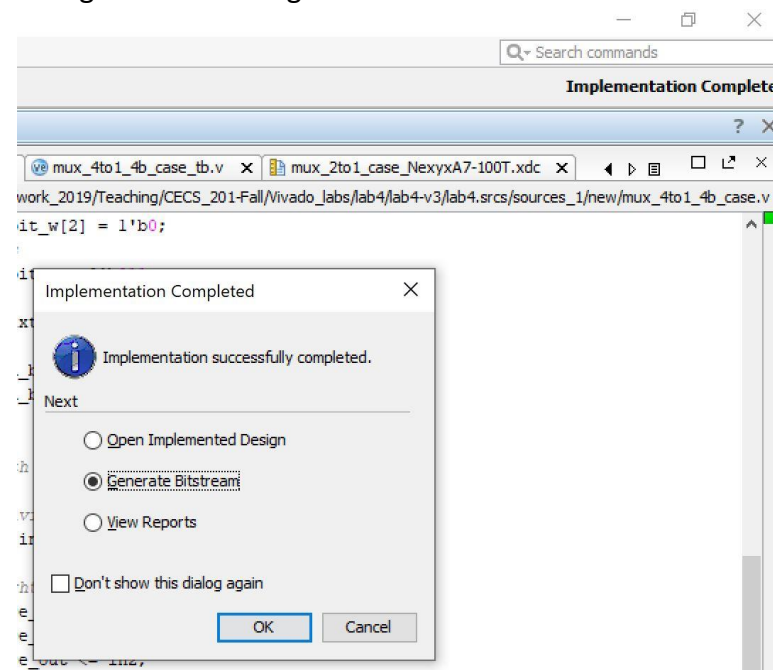 Search commands
Implementation Complete
mux_4to1_4b_case_tb.v
mux_2to1_case_NexyxA7-100T.xdc
work_2019/Teaching/CECS_201-Fall/Vivado_labs/lab4/lab4-v3/lab4.srcs/sources_1/new/mux_4to1_4b_case.v
it_w[2] = 1'b0;
Implementation Completed
Implementation successfully completed.
Next
Open Implemented Design
Generate Bitstream
View Reports
Don't show this dialog again
OK Cancel